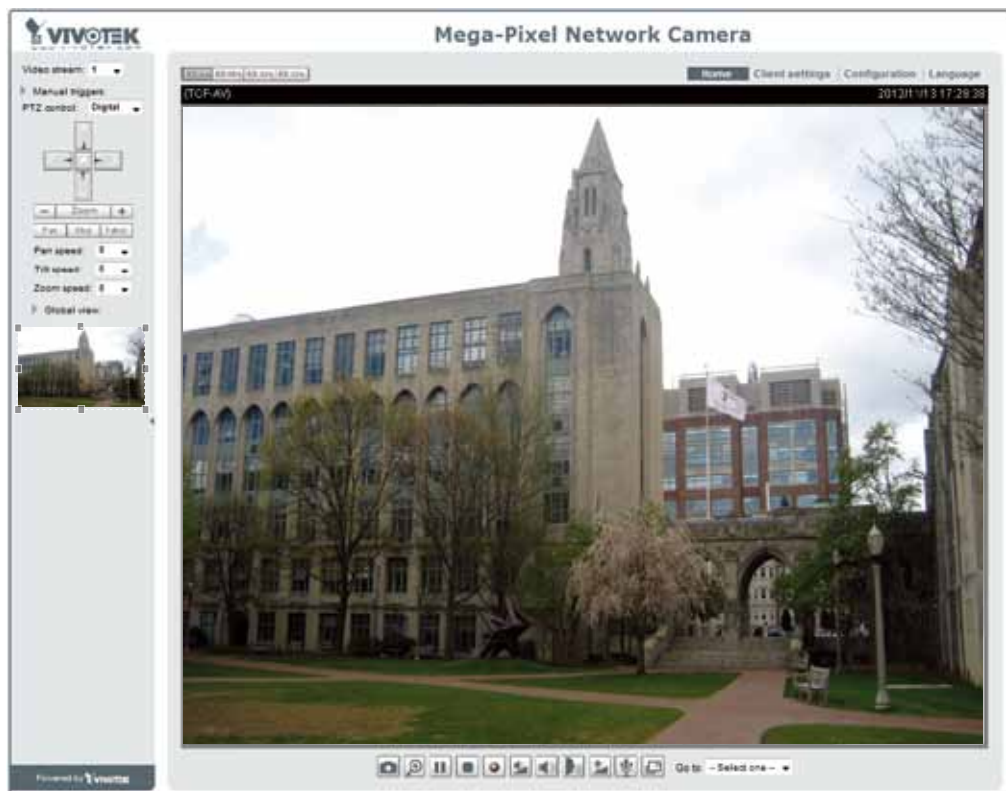 VIVOTEK
Mega-Pixel Network Camera
Video stream: 1
Manual triggers:
PTZ control: Digital
Home
Client settings
Configuration
Language
(TCP-AV)
2012/11/13 17:29:39
Zoom
Pan
Stop
Patrol
Pan speed: 0
Tilt speed: 0
Zoom speed: 0
Global view:
Powered by VIVOTEK
Go to: -- Select one --